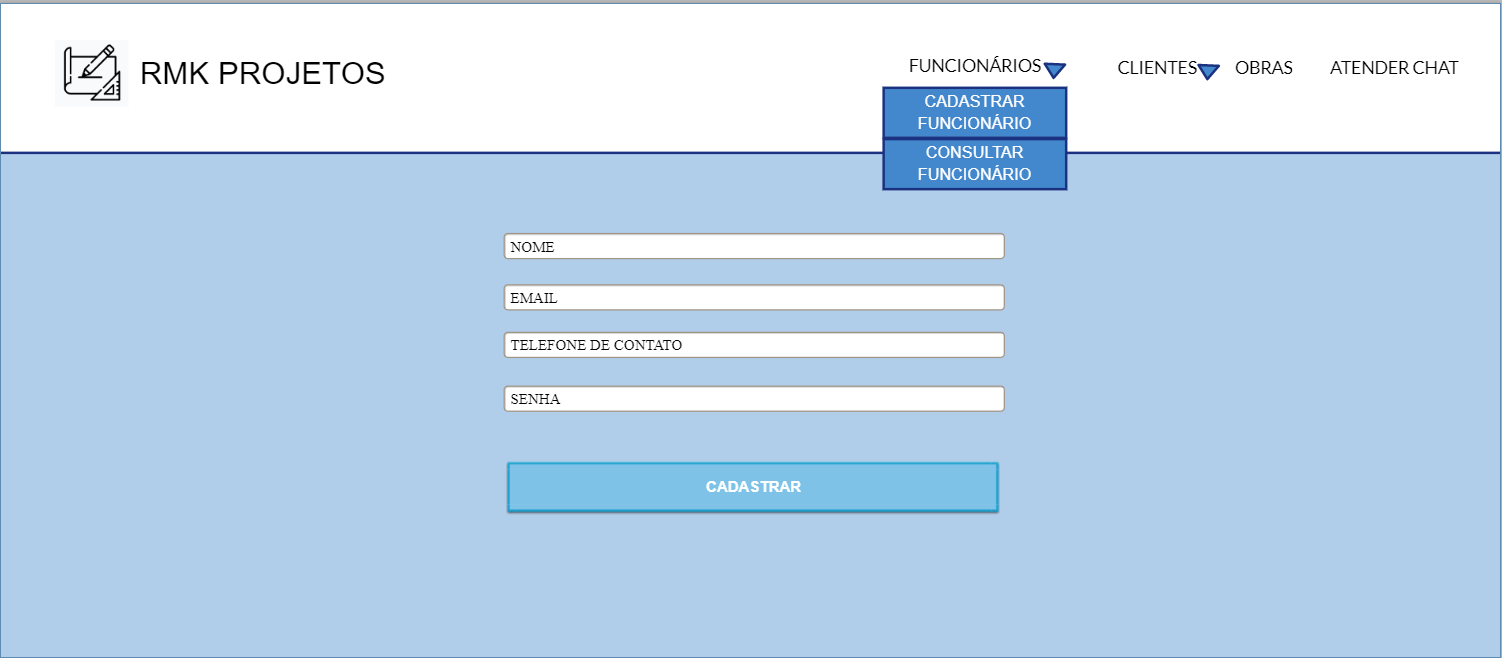 RMK PROJETOS
FUNCIONÁRIOS
CLIENTES
OBRAS
ATENDER CHAT
CADASTRAR
FUNCIONÁRIO
CONSULTAR
FUNCIONÁRIO
NOME
EMAIL
TELEFONE DE CONTATO
SENHA
CADASTRAR